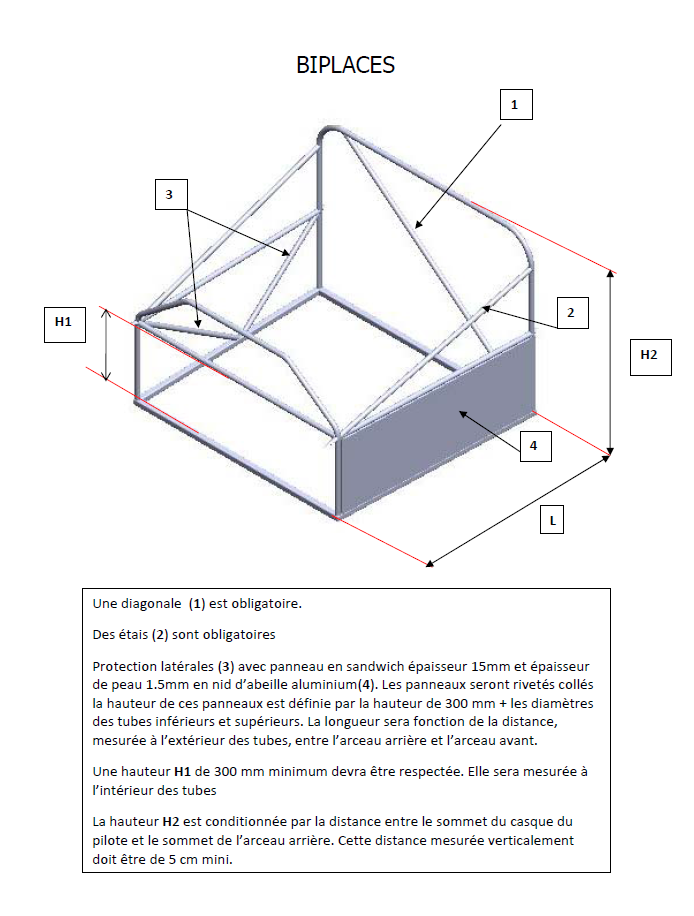 BIPLACES
1
3
2
H1
H2
4
L
Une diagonale (1) est obligatoire.
Des étais (2) sont obligatoires
Protection latérales (3) avec panneau en sandwich épaisseur 15mm et épaisseur
de peau 1.5mm en nid d’abeille aluminium(4). Les panneaux seront rivetés collés
la hauteur de ces panneaux est définie par la hauteur de 300 mm + les diamètres
des tubes inférieurs et supérieurs. La longueur sera fonction de la distance,
mesurée à l’extérieur des tubes, entre l’arceau arrière et l’arceau avant.
Une hauteur H1 de 300 mm minimum devra être respectée. Elle sera mesurée à
l’intérieur des tubes
La hauteur H2 est conditionnée par la distance entre le sommet du casque du
pilote et le sommet de l’arceau arrière. Cette distance mesurée verticalement
doit être de 5 cm mini.